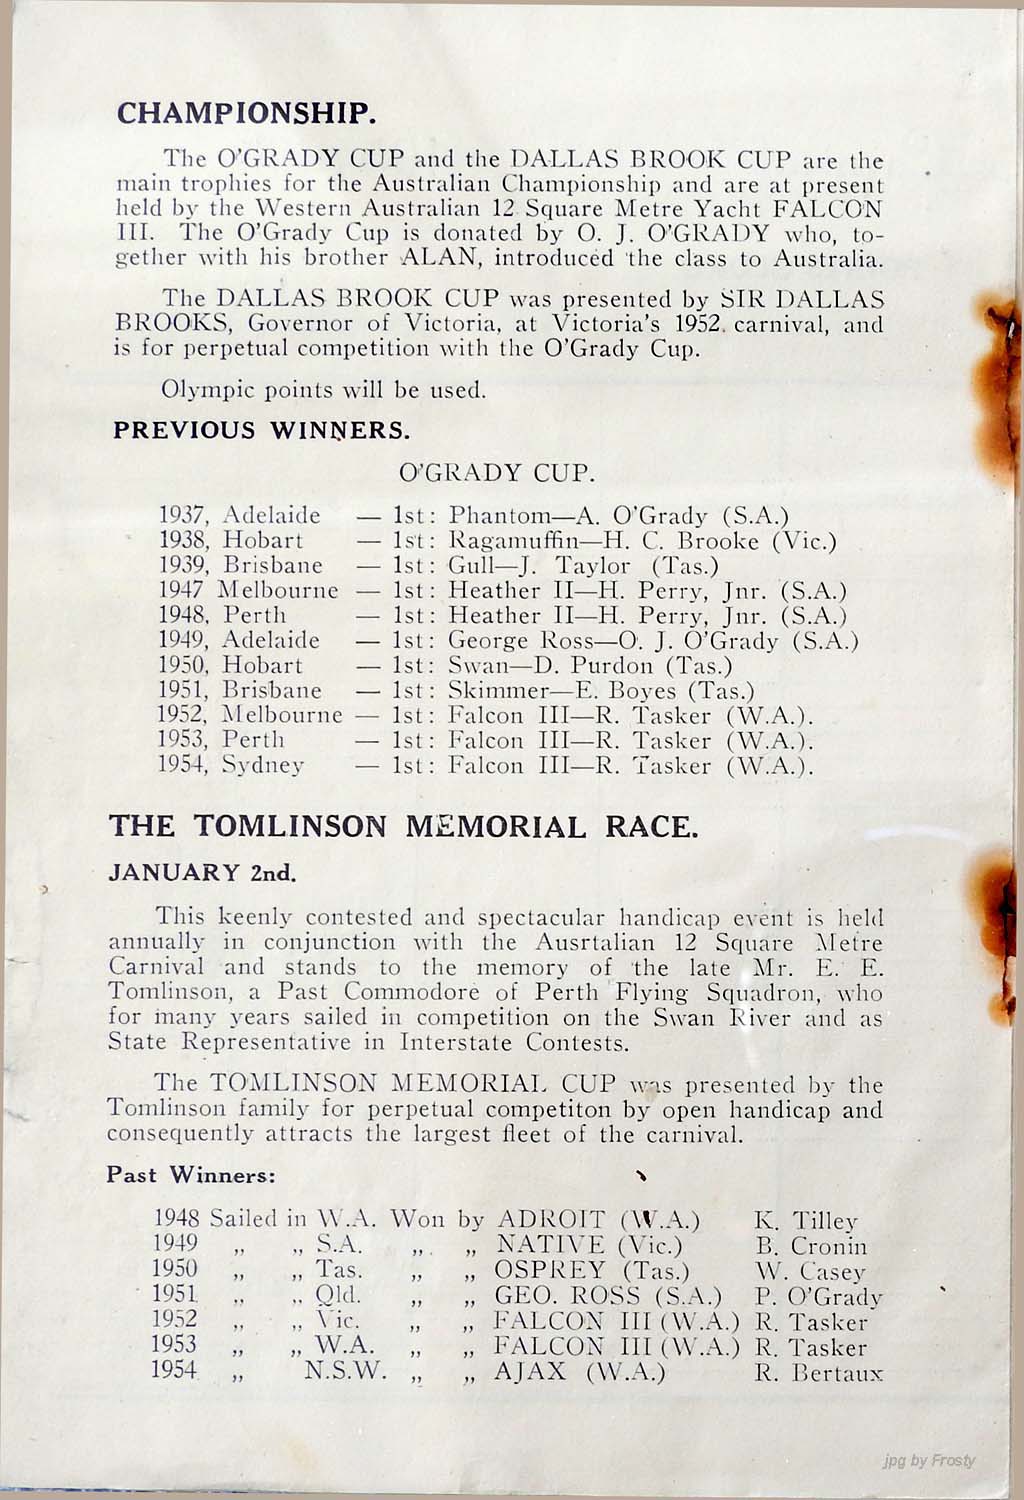 CHAMPIONSHIP.
The O'GRADY CUP and the DALLAS BROOK CUP are the
main trophies for the Australian Championship and are at present
held by the Western Australian 12 Square Metre Yacht FALCON
III. The O'Grady Cup is donated by O. J. O'GRADY who, to-
gether with his brother ALAN, introduced the class to Australia.
The DALLAS BROOK CUP was presented by SIR DALLAS
BROOKS, Governor of Victoria, at Victoria's 1952 carnival, and
is for perpetual competition with the O'Grady Cup.
Olympic points will be used.
PREVIOUS WINNERS.
O'GRADY CUP.
1937, Adelaide — 1st: Phantom—A. O'Grady (S.A.)
1938, Hobart — 1st: Ragamuffin—H. C. Brooke (Vic.)
1939, Brisbane — 1st: Gull—J. Taylor (Tas.)
1947 Melbourne — 1st: Heather II—H. Perry, Jnr. (S.A.)
1948, Perth — 1st: Heather II—H. Perry, Jnr. (S.A.)
1949, Adelaide — 1st: George Ross—O. J. O'Grady (S.A.)
1950, Hobart — 1st: Swan—D. Purdon (Tas.)
1951, Brisbane — 1st: Skimmer—E. Boyes (Tas.)
1952, Melbourne — 1st: Falcon III—R. Tasker (W.A.).
1953, Perth — 1st: Falcon III—R. Tasker (W.A.).
1954, Sydney — 1st: Falcon III—R. Tasker (W.A.).
THE TOMLINSON MEMORIAL RACE.
JANUARY 2nd.
This keenly contested and spectacular handicap event is held
annually in conjunction with the Ausrtalian 12 Square Metre
Carnival and stands to the memory of the late Mr. E. E.
Tomlinson, a Past Commodore of Perth Flying Squadron, who
for many years sailed in competition on the Swan River and as
State Representative in Interstate Contests.
The TOMLINSON MEMORIAL CUP was presented by the
Tomlinson family for perpetual competiton by open handicap and
consequently attracts the largest fleet of the carnival.
Past Winners:
1948 Sailed in W.A. Won by ADROIT (W.A.) K. Tilley
1949 ,, ,, S.A. ,, ,, NATIVE (Vic.) B. Cronin
1950 ,, ,, Tas. ,, ,, OSPREY (Tas.) W. Casey
1951 ,, ,, Qld. ,, ,, GEO. ROSS (S.A.) P. O'Grady
1952 ,, ,, Vic. ,, ,, FALCON III (W.A.) R. Tasker
1953 ,, ,, W.A. ,, ,, FALCON III (W.A.) R. Tasker
1954 ,, N.S.W. ,, ,, AJAX (W.A.) R. Bertaux
jpg by Frosty